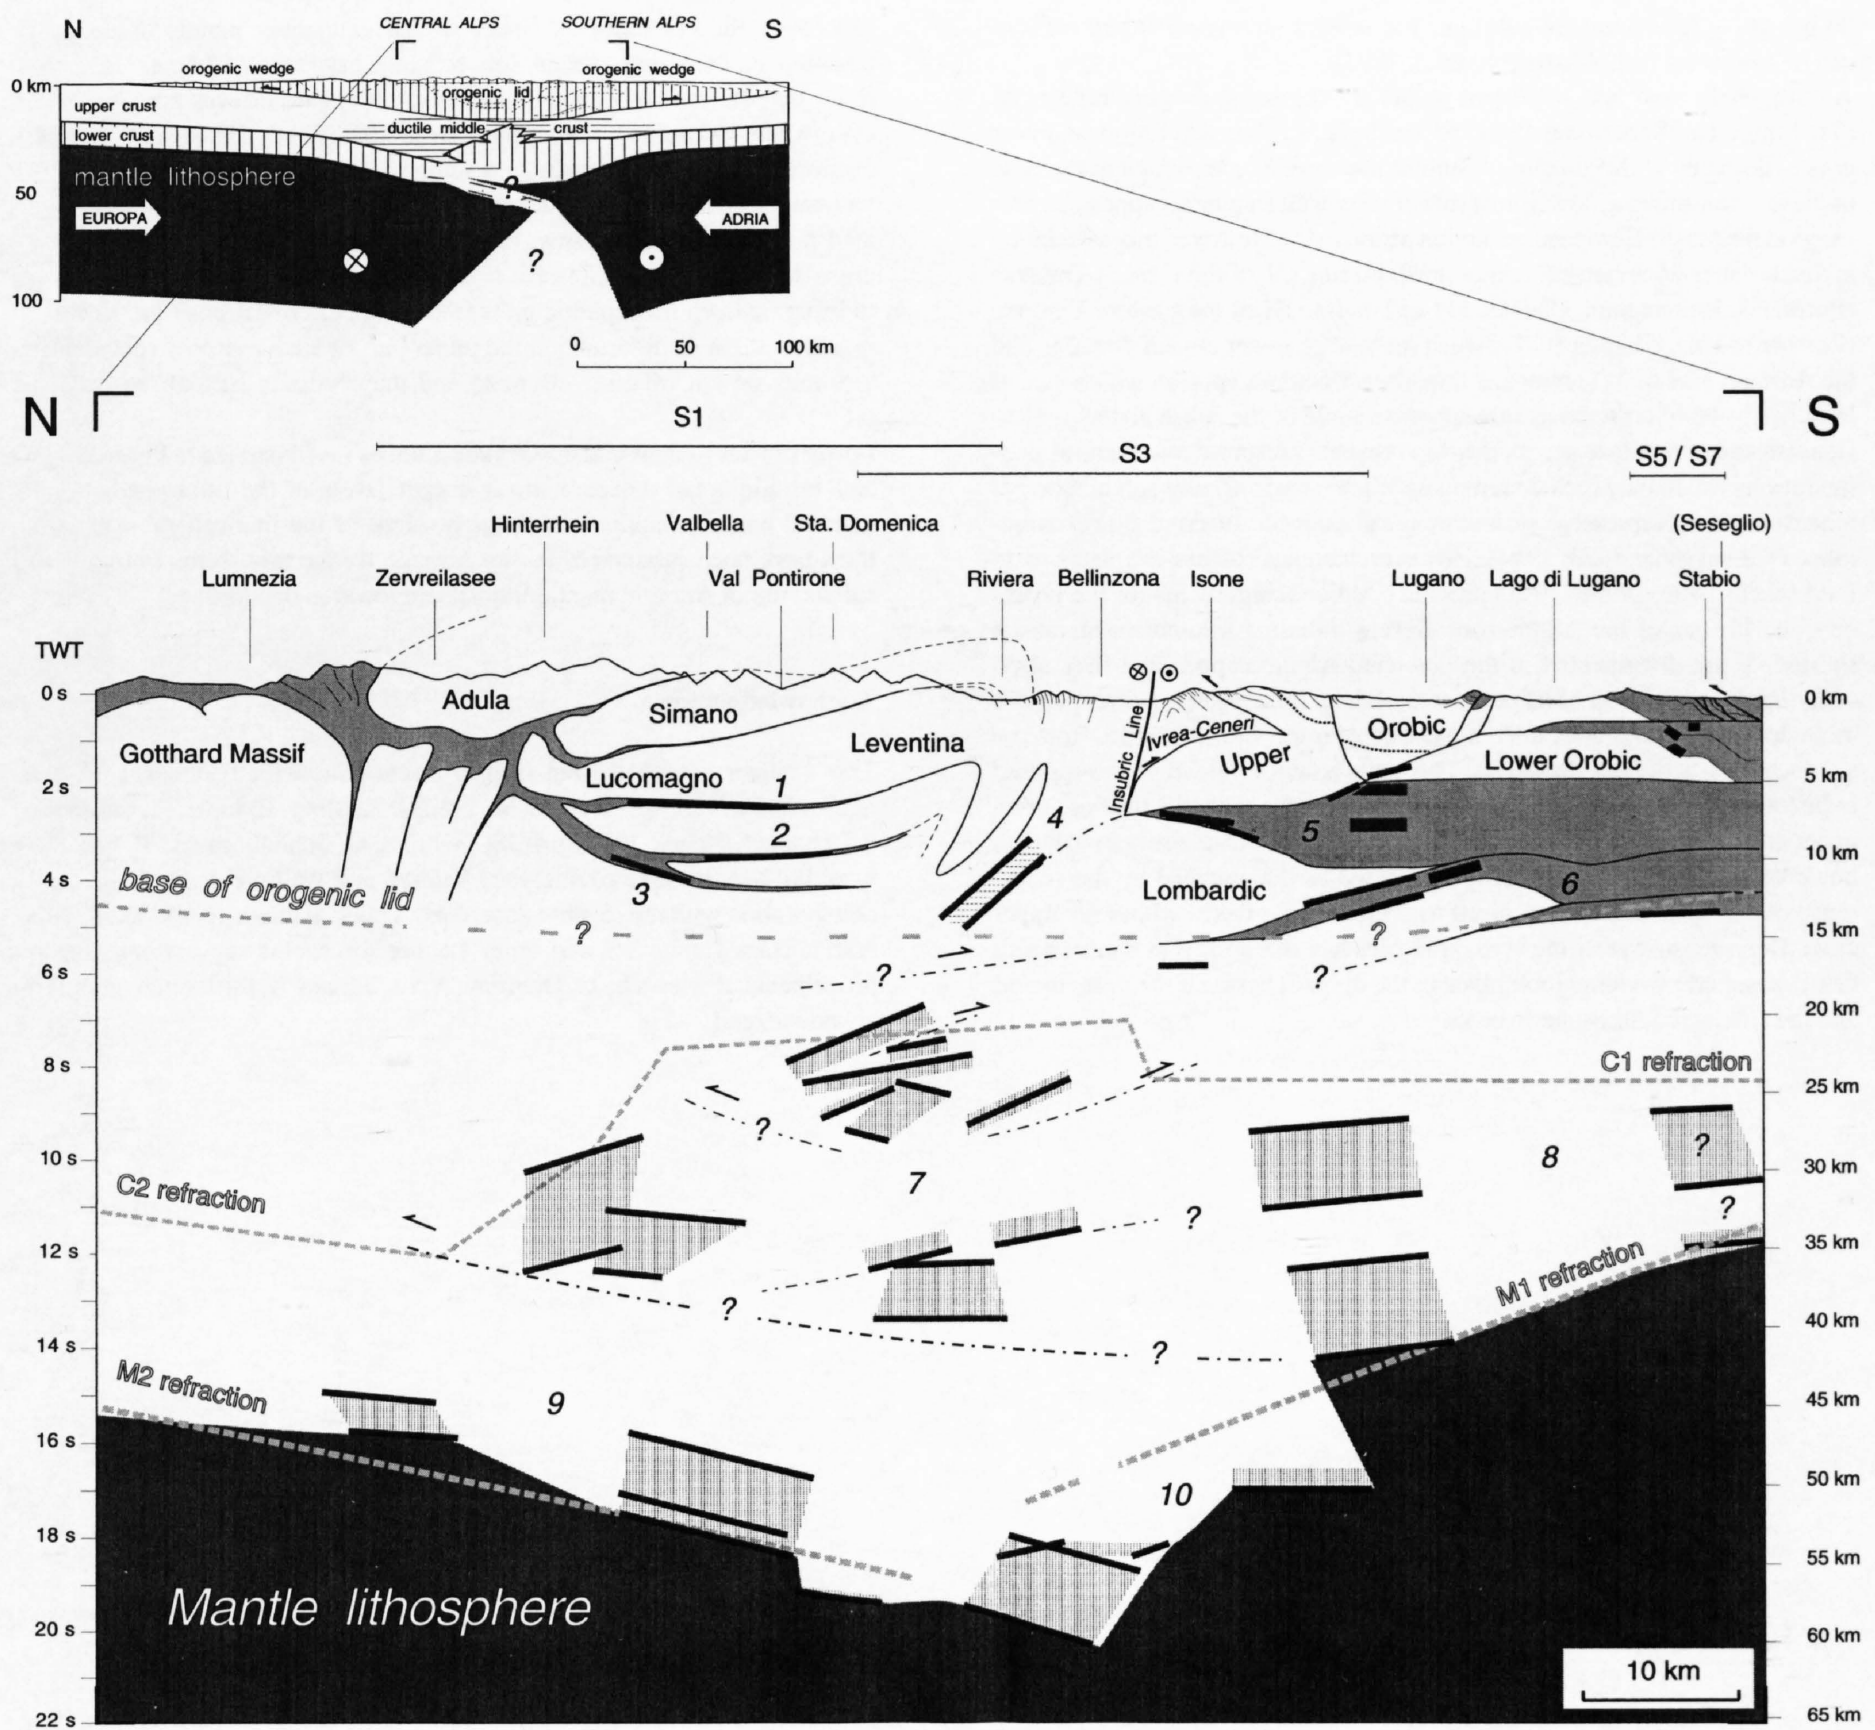 N CENTRAL ALPS SOUTHERN ALPS S
orogenic wedge orogenic wedge
0 km orogenic lid
upper crust
lower crust ductile middle crust
mantle lithosphere ?
50
EUROPA ADRIA
?
100
0 50 100 km
N S
S1
S3
S5 / S7
Hinterrhein Valbella Sta. Domenica (Seseglio)
Lumnezia Zervreilasee Val Pontirone Riviera Bellinzona Isone Lugano Lago di Lugano Stabio
TWT
0 s 0 km
Adula Simano
Insubric Line
Ivrea-Ceneri
Orobic
Gotthard Massif Leventina Upper Lower Orobic
Lucomagno 1 5 km
2 s
4 5
2 10 km
4 s 3 Lombardic 6
base of orogenic lid
? ? 15 km
6 s ? ?
20 km
8 s C1 refraction
25 km
?
10 s 7 8 ? 30 km
C2 refraction ? ?
12 s 35 km
M1 refraction
? 40 km
14 s ?
M2 refraction 9 45 km
16 s
10 50 km
18 s
55 km
Mantle lithosphere
20 s 60 km
10 km
22 s 65 km